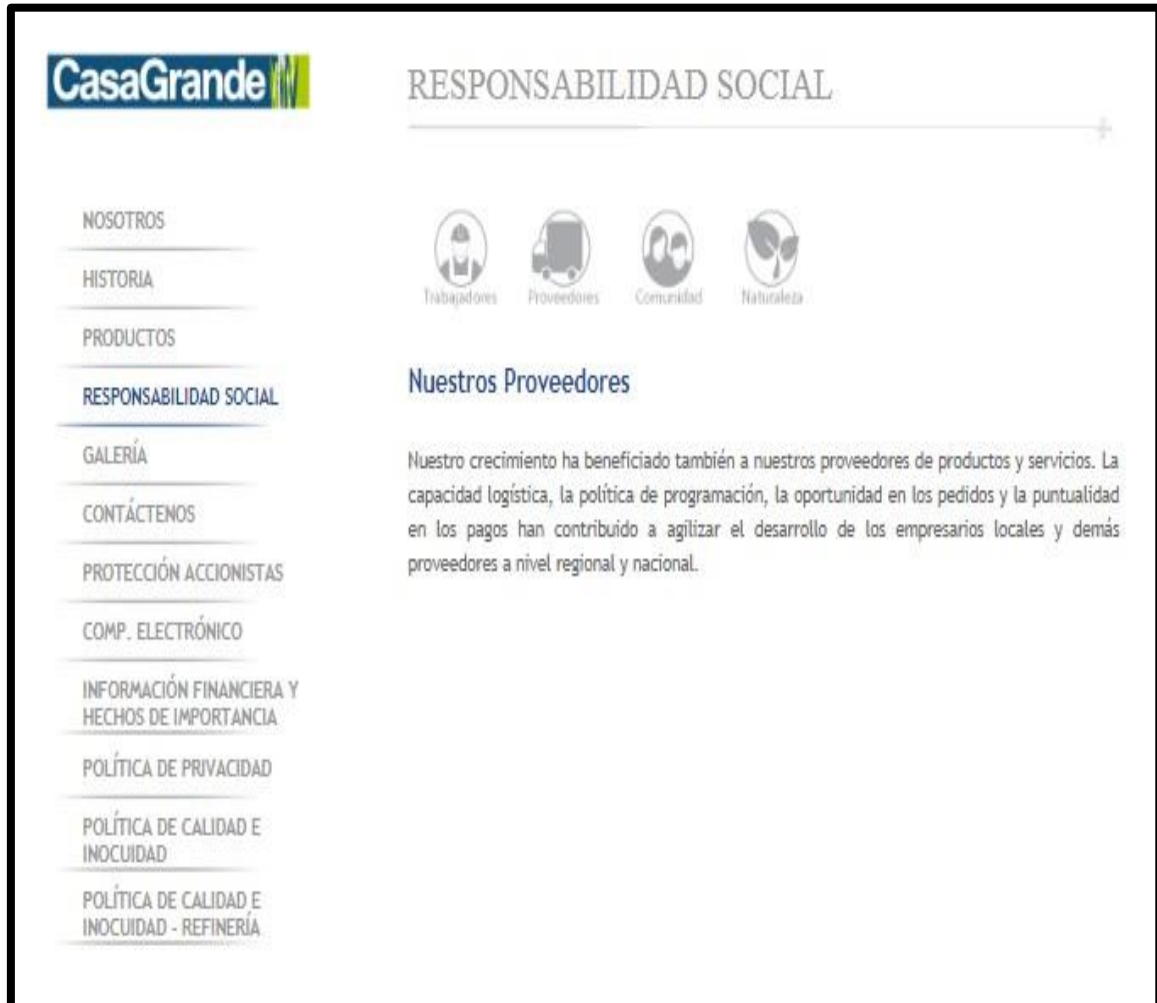 CasaGrande
RESPONSABILIDAD SOCIAL
NOSOTROS
HISTORIA
PRODUCTOS
RESPONSABILIDAD SOCIAL
GALERÍA
CONTÁCTENOS
PROTECCIÓN ACCIONISTAS
COMP. ELECTRÓNICO
INFORMACIÓN FINANCIERA Y
HECHOS DE IMPORTANCIA
POLÍTICA DE PRIVACIDAD
POLÍTICA DE CALIDAD E
INOCUIDAD
POLÍTICA DE CALIDAD E
INOCUIDAD - REFINERÍA
Trabajadores Proveedores Comunidad Naturaleza
Nuestros Proveedores
Nuestro crecimiento ha beneficiado también a nuestros proveedores de productos y servicios. La
capacidad logística, la política de programación, la oportunidad en los pedidos y la puntualidad
en los pagos han contribuido a agilizar el desarrollo de los empresarios locales y demás
proveedores a nivel regional y nacional.